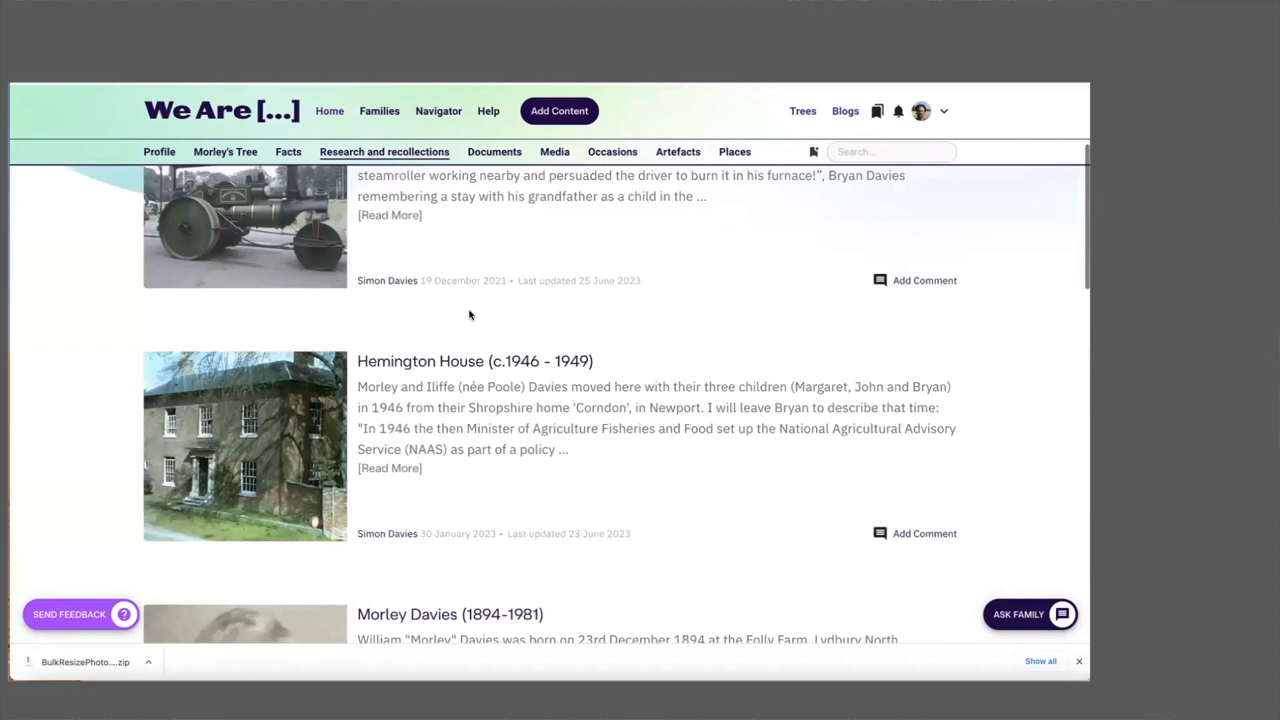 We Are [...]
Home Families Navigator Help Add Content Trees Blogs
Profile Morley's Tree Facts Research and recollections Documents Media Occasions Artefacts Places Search...
steamroller working nearby and persuaded the driver to burn it in his furnace!”, Bryan Davies
remembering a stay with his grandfather as a child in the ...
[Read More]
Simon Davies 19 December 2021 • Last updated 25 June 2023 Add Comment
Hemington House (c.1946 - 1949)
Morley and Iliffe (née Poole) Davies moved here with their three children (Margaret, John and Bryan)
in 1946 from their Shropshire home 'Corndon', in Newport. I will leave Bryan to describe that time:
“In 1946 the then Minister of Agriculture Fisheries and Food set up the National Agricultural Advisory
Service (NAAS) as part of a policy ...
[Read More]
Simon Davies 30 January 2023 • Last updated 23 June 2023 Add Comment
Morley Davies (1894-1981)
William "Morley" Davies was born on 23rd December 1894 at the Folly Farm, Lydbury North
SEND FEEDBACK ?
ASK FAMILY
BulkResizePhoto....zip Show all